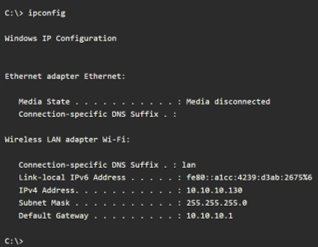 C:\> ipconfig
Windows IP Configuration
Ethernet adapter Ethernet:
Media State . . . . . . . . . . . : Media disconnected
Connection-specific DNS Suffix . :
Wireless LAN adapter Wi-Fi:
Connection-specific DNS Suffix . : lan
Link-local IPv6 Address . . . . . : fe80::a1cc:4239:d3ab:2675%6
IPv4 Address. . . . . . . . . . . : 10.10.10.130
Subnet Mask . . . . . . . . . . . : 255.255.255.0
Default Gateway . . . . . . . . . : 10.10.10.1
C:\>